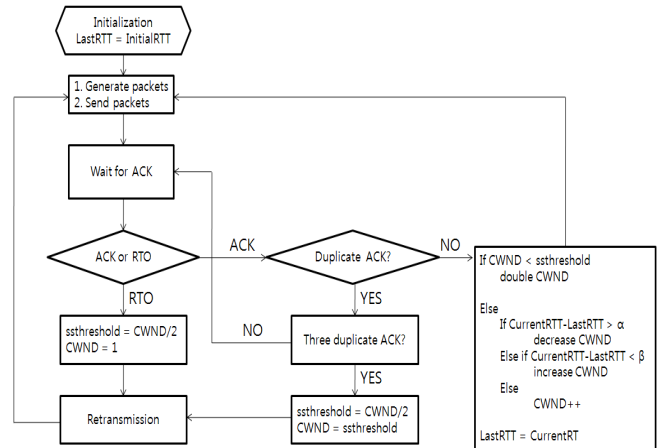 Initialization
LastRTT = InitialRTT
1. Generate packets
2. Send packets
Wait for ACK
ACK or RTO
ACK
Duplicate ACK?
NO
RTO
YES
ssthreshold = CWND/2
CWND = 1
NO
Three duplicate ACK?
YES
Retransmission
ssthreshold = CWND/2
CWND = ssthreshold
If CWND < ssthreshold
double CWND
Else
If CurrentRTT-LastRTT > α
decrease CWND
Else if CurrentRTT-LastRTT < β
increase CWND
Else
CWND++
LastRTT = CurrentRT